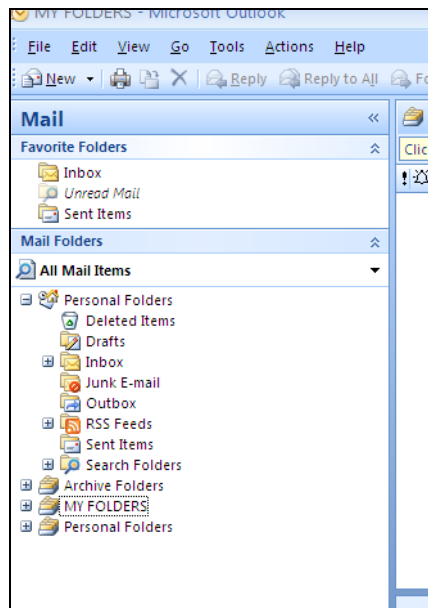 MY FOLDERS - Microsoft Outlook
File Edit View Go Tools Actions Help
New Reply Reply to All Fo
Mail
Favorite Folders
Clic
Inbox
Unread Mail
Sent Items
Mail Folders
All Mail Items
Personal Folders
Deleted Items
Drafts
Inbox
Junk E-mail
Outbox
RSS Feeds
Sent Items
Search Folders
Archive Folders
MY FOLDERS
Personal Folders